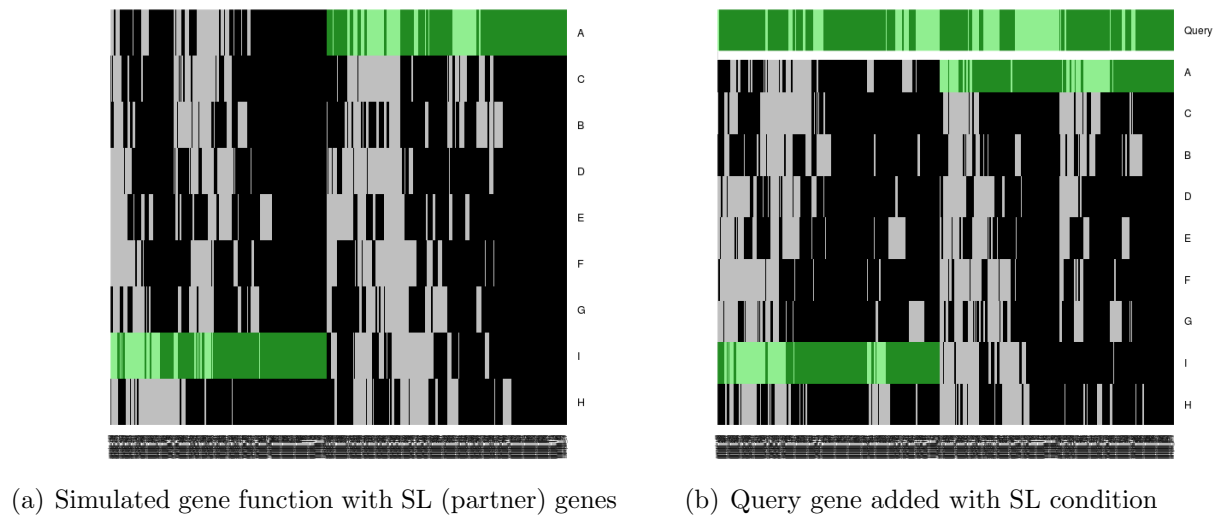 A
C
B
D
E
F
G
I
H
Query
A
C
B
D
E
F
G
I
H
(a) Simulated gene function with SL (partner) genes
(b) Query gene added with SL condition